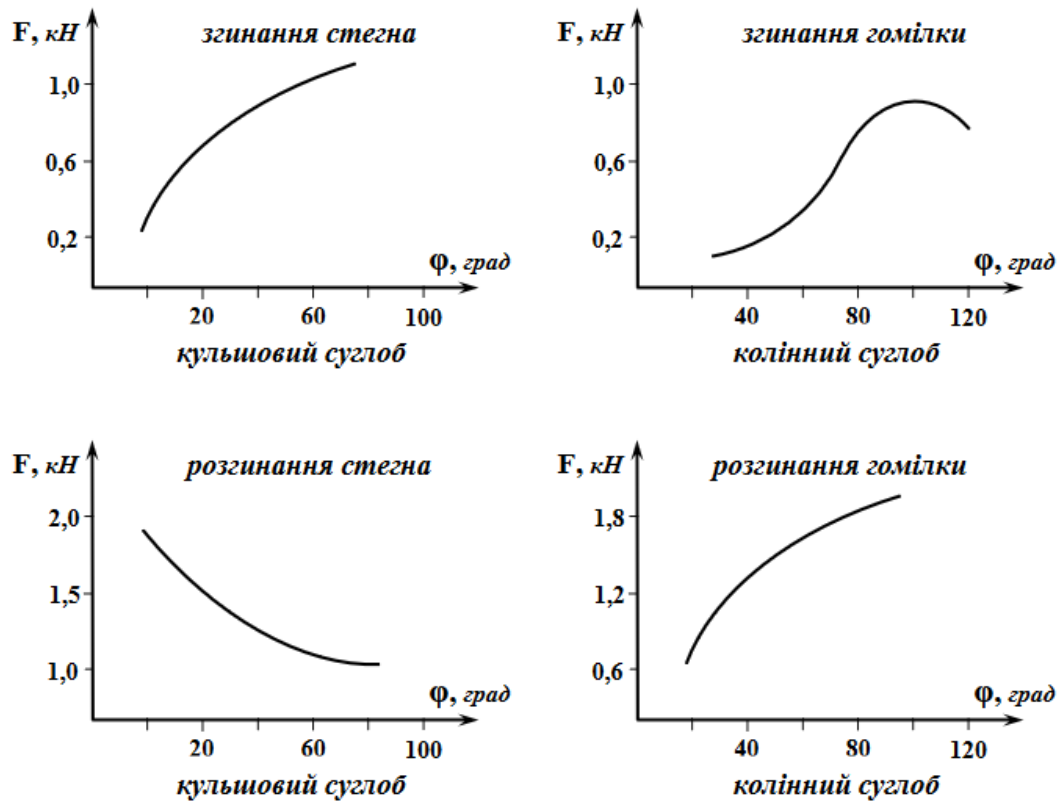 F, кН
згинання стегна
1,0
0,6
0,2
φ, град
20 60 100
кульшовий суглоб
F, кН
згинання гомілки
1,0
0,6
0,2
φ, град
40 80 120
колінний суглоб
F, кН
розгинання стегна
2,0
1,5
1,0
φ, град
20 60 100
кульшовий суглоб
F, кН
розгинання гомілки
1,8
1,2
0,6
φ, град
40 80 120
колінний суглоб